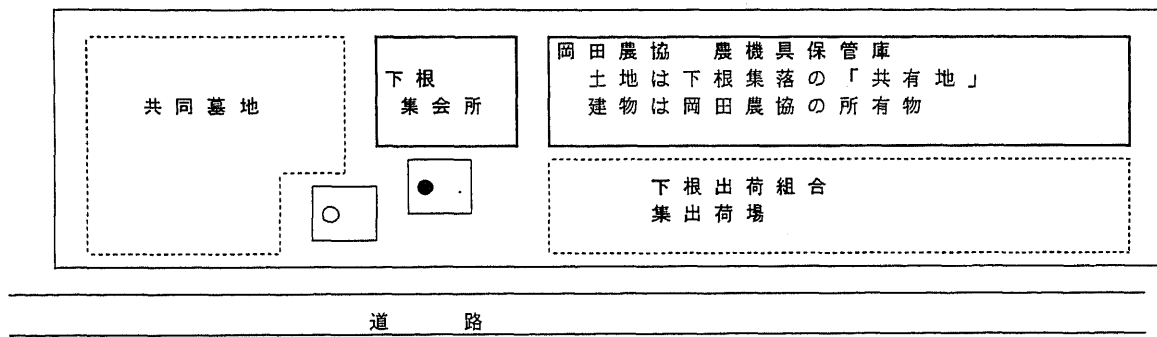 共同墓地
下根
集会所
岡田農協 農機具保管庫
土地は下根集落の「共有地」
建物は岡田農協の所有物
下根出荷組合
集出荷場
道 路